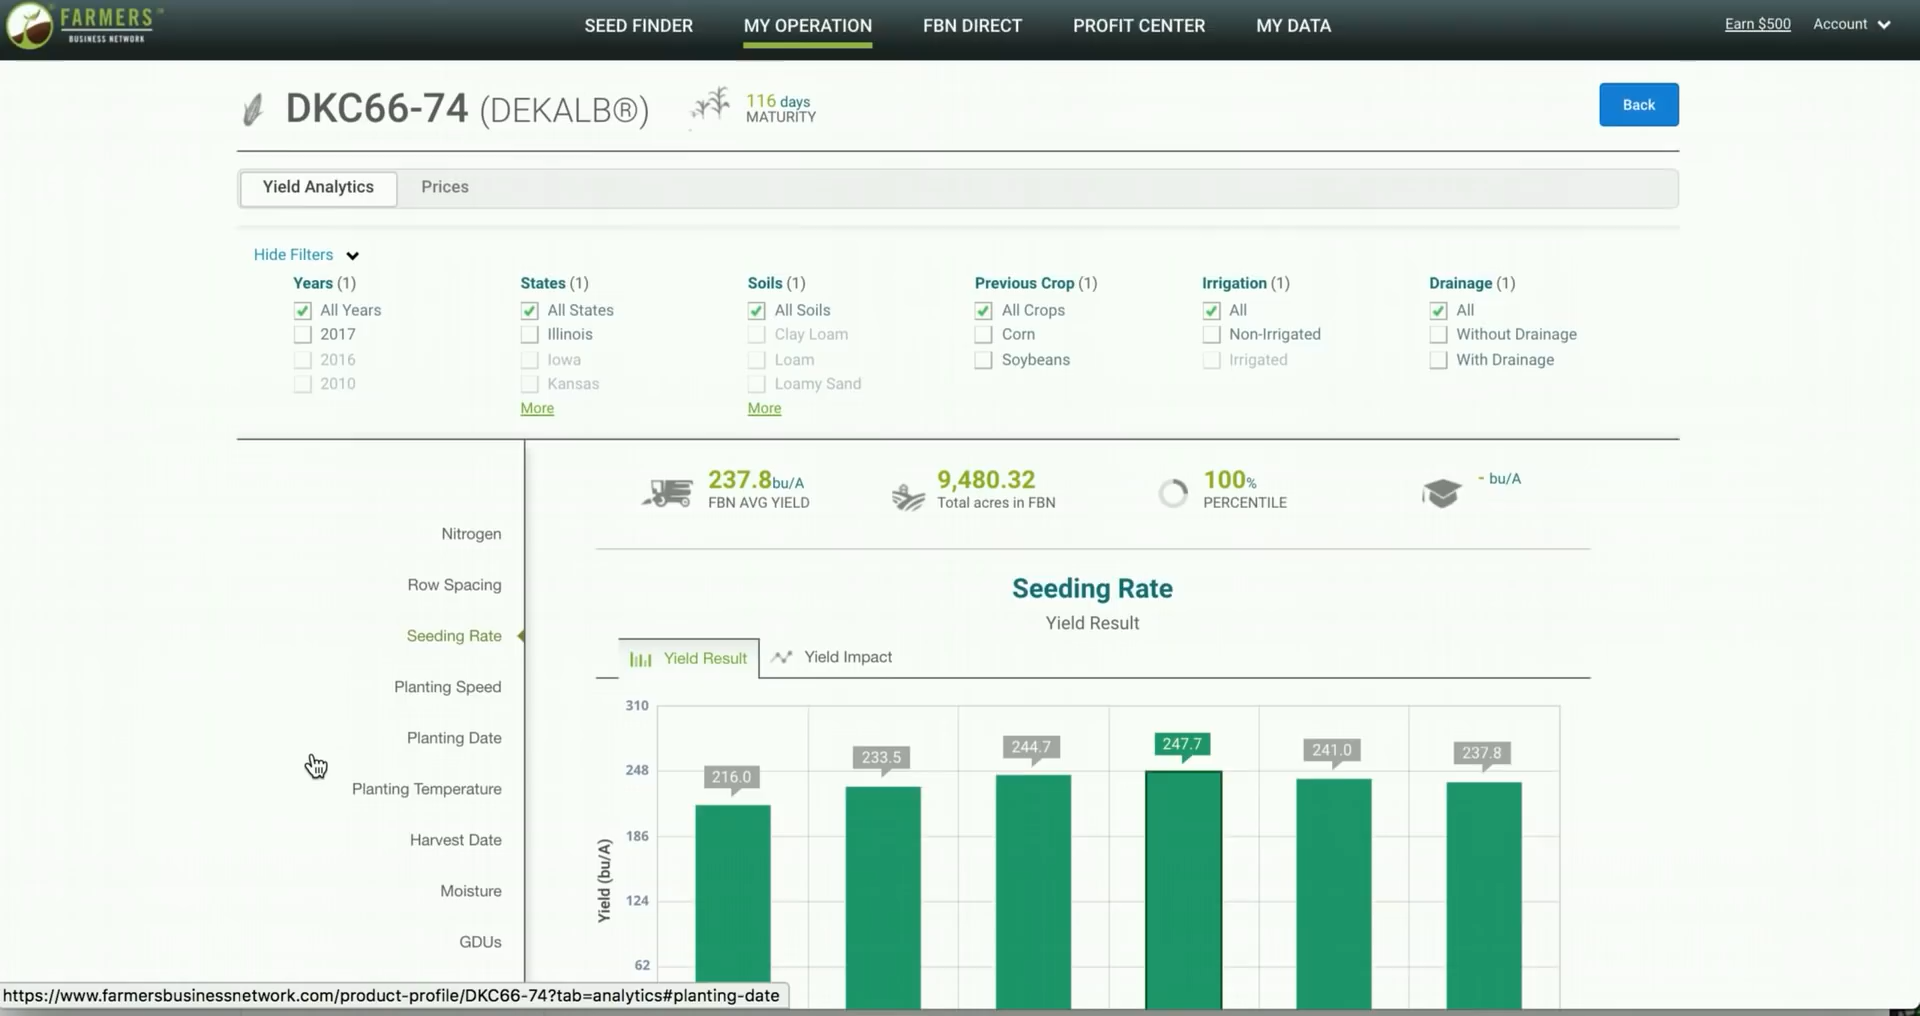 FARMERS™
BUSINESS NETWORK
SEED FINDER
MY OPERATION
FBN DIRECT
PROFIT CENTER
MY DATA
Earn $500
Account
DKC66-74 (DEKALB®)
116 days
MATURITY
Back
Yield Analytics
Prices
Hide Filters
Years (1)
All Years
2017
2016
2010
States (1)
All States
Illinois
Iowa
Kansas
More
Soils (1)
All Soils
Clay Loam
Loam
Loamy Sand
More
Previous Crop (1)
All Crops
Corn
Soybeans
Irrigation (1)
All
Non-Irrigated
Irrigated
Drainage (1)
All
Without Drainage
With Drainage
Nitrogen
Row Spacing
Seeding Rate
Planting Speed
Planting Date
Planting Temperature
Harvest Date
Moisture
GDUs
237.8bu/A
FBN AVG YIELD
9,480.32
Total acres in FBN
100%
PERCENTILE
- bu/A
Seeding Rate
Yield Result
Yield Result
Yield Impact
310
248
186
124
62
Yield (bu/A)
216.0
233.5
244.7
247.7
241.0
237.8
https://www.farmersbusinessnetwork.com/product-profile/DKC66-74?tab=analytics#planting-date